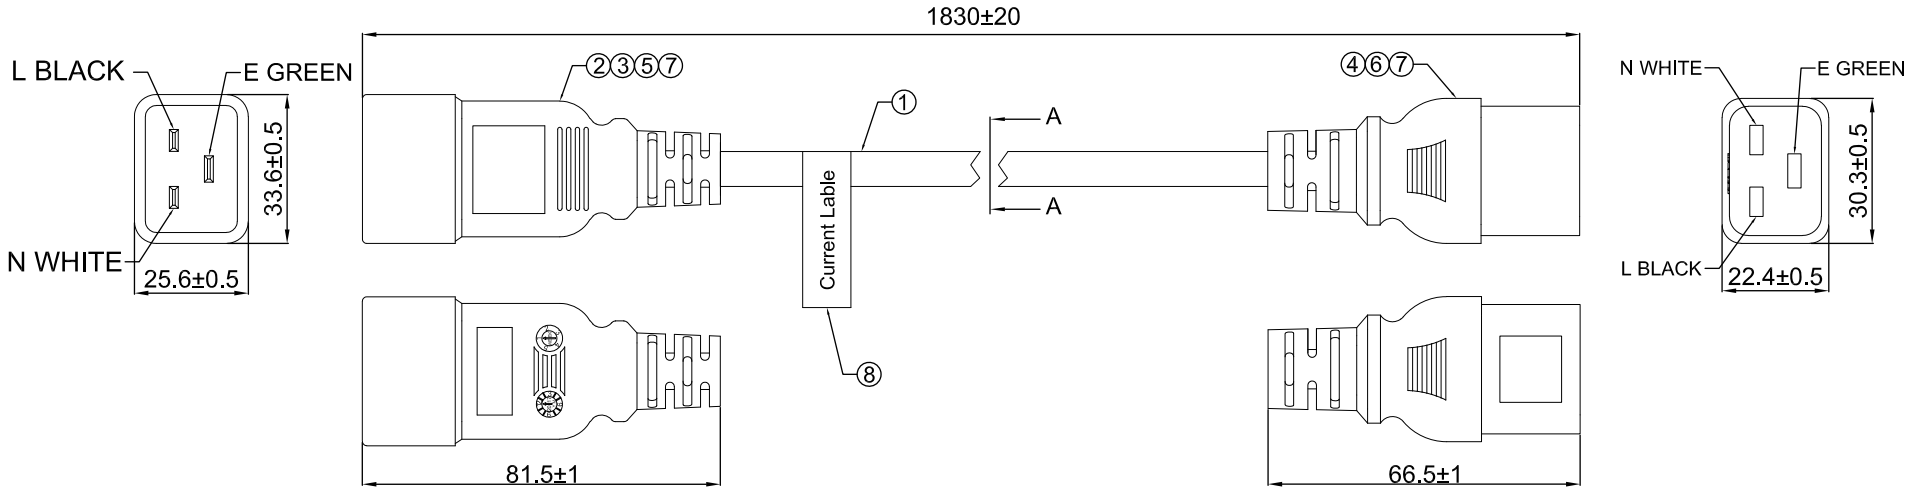 1830±20
L BLACK
E GREEN
N WHITE
33.6±0.5
25.6±0.5
②③⑤⑦
①
A
A
Current Lable
⑧
④⑥⑦
N WHITE
E GREEN
L BLACK
30.3±0.5
22.4±0.5
81.5±1
66.5±1